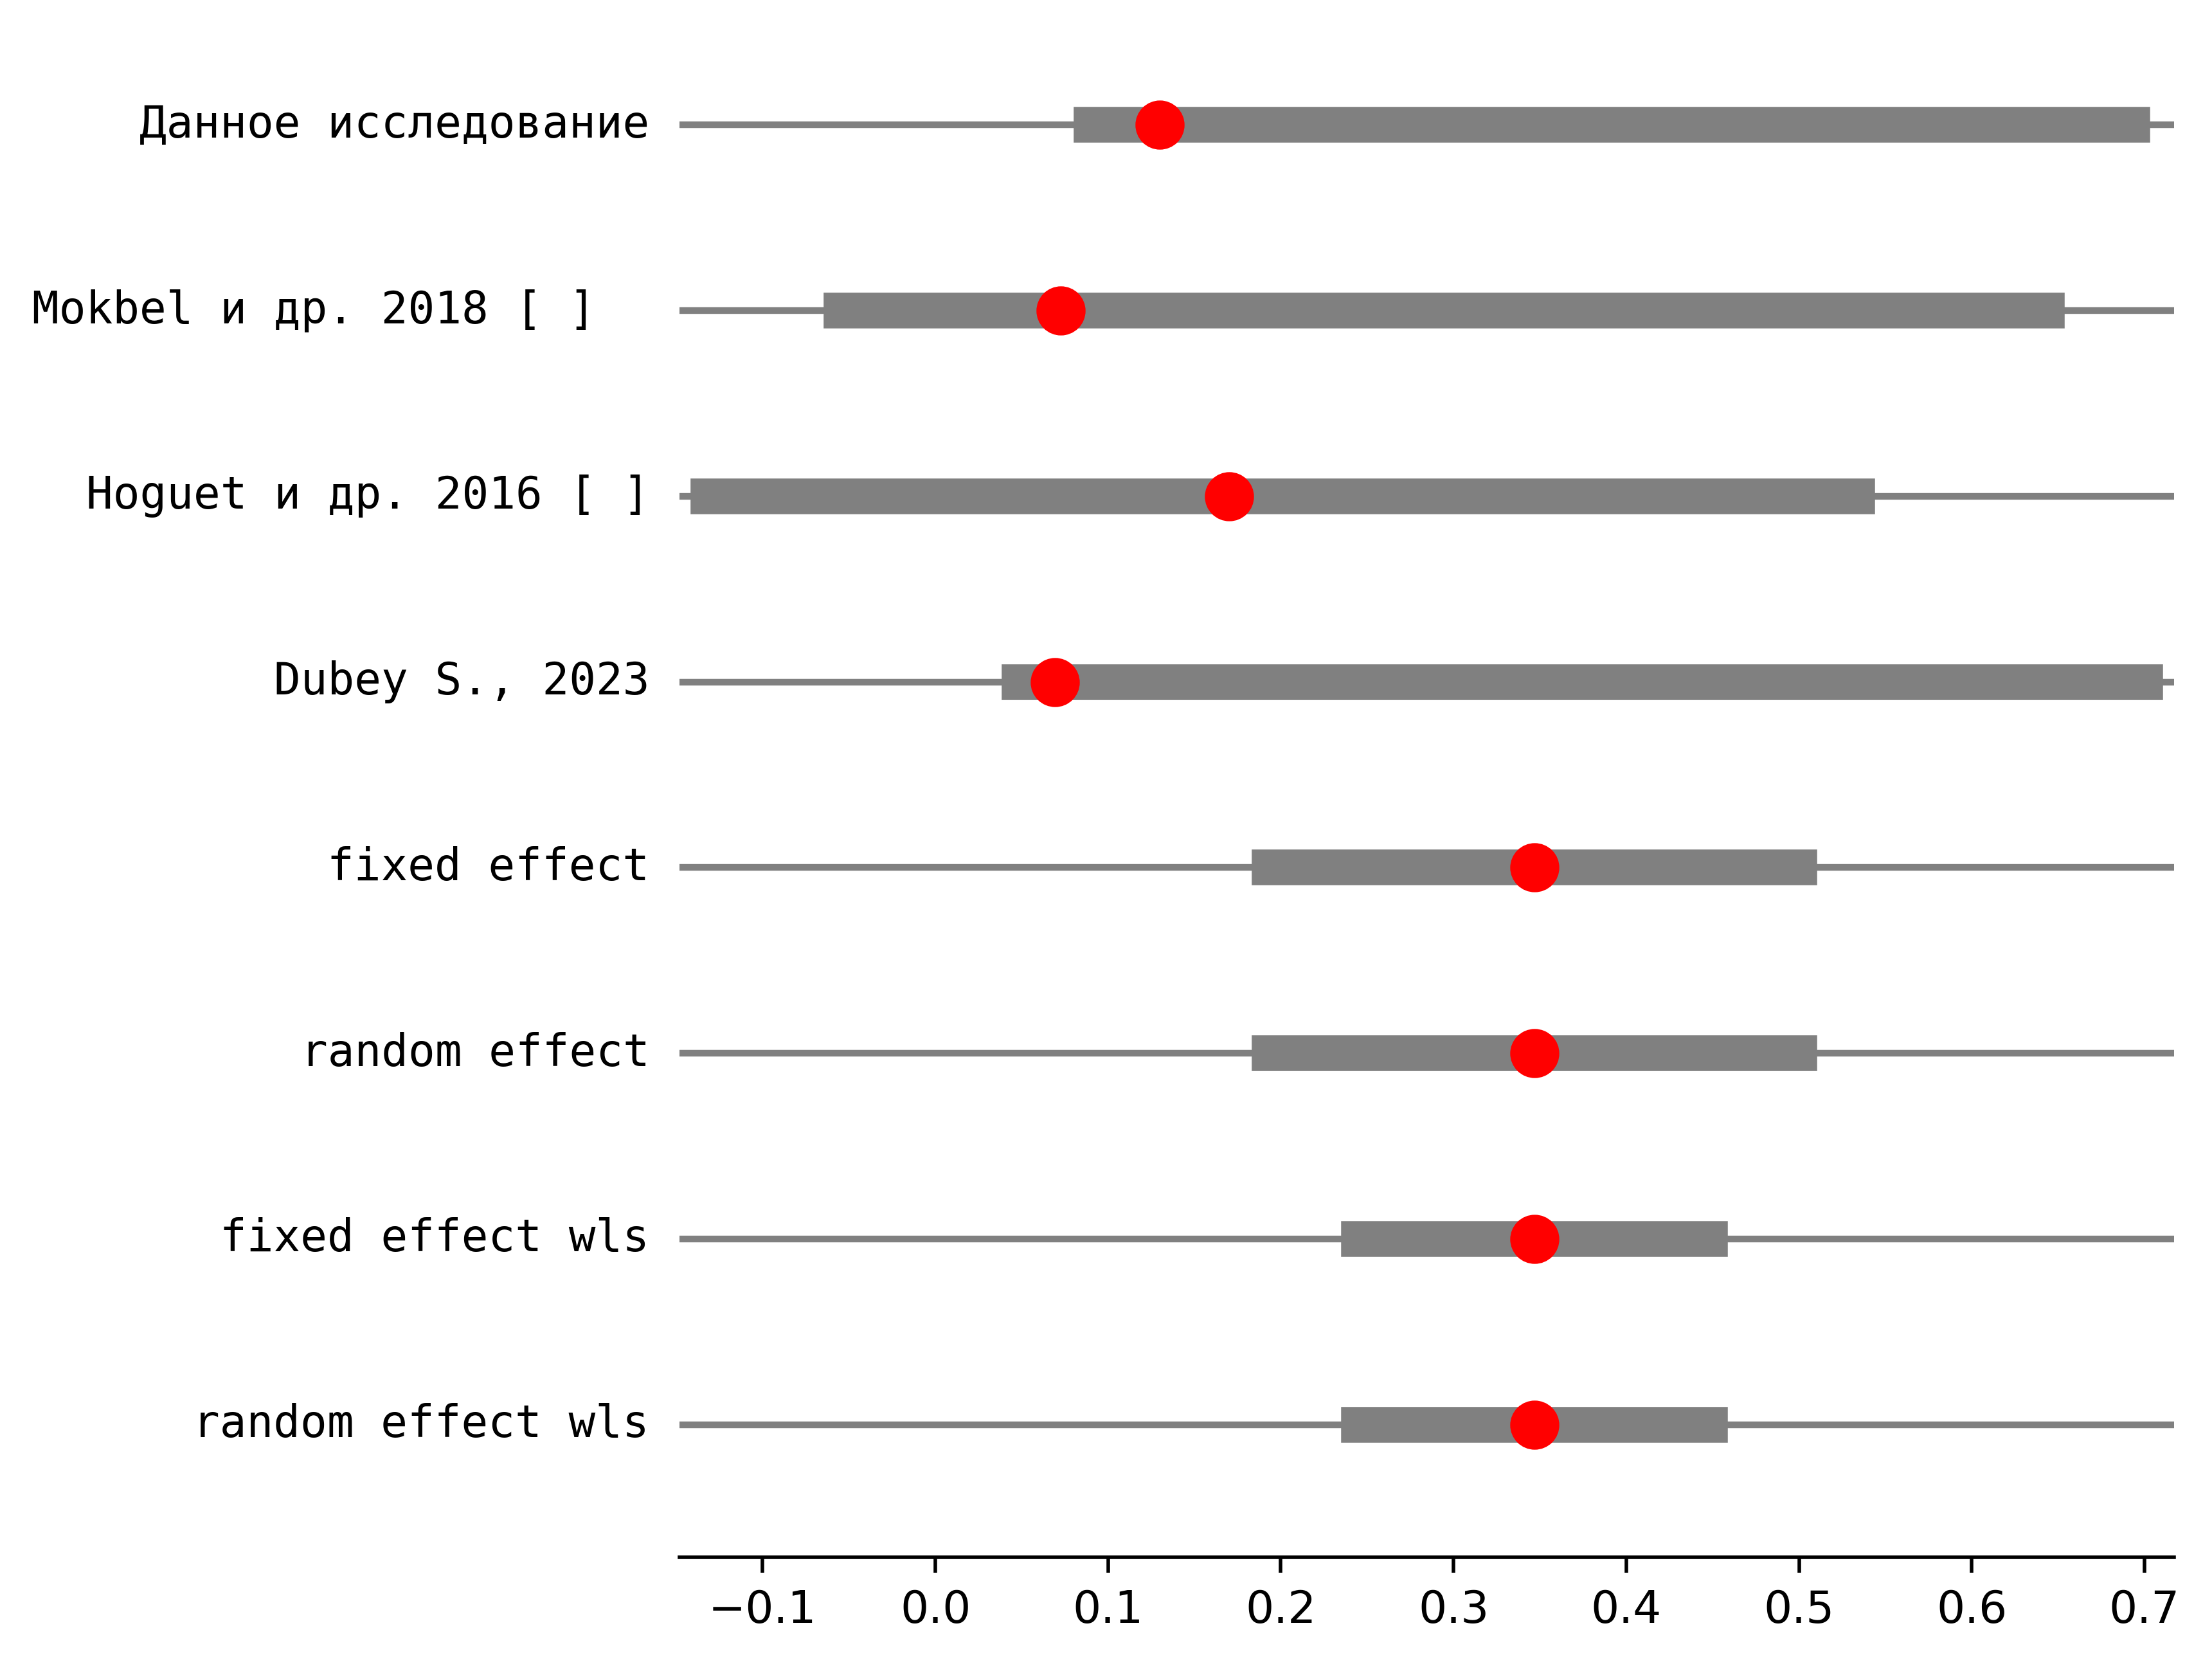 Данное исследование
Mokbel и др. 2018 [ ]
Hoguet и др. 2016 [ ]
Dubey S., 2023
fixed effect
random effect
fixed effect wls
random effect wls
−0.1 0.0 0.1 0.2 0.3 0.4 0.5 0.6 0.7